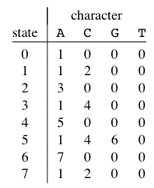 character
state A C G T
0 1 0 0 0
1 1 2 0 0
2 3 0 0 0
3 1 4 0 0
4 5 0 0 0
5 1 4 6 0
6 7 0 0 0
7 1 2 0 0